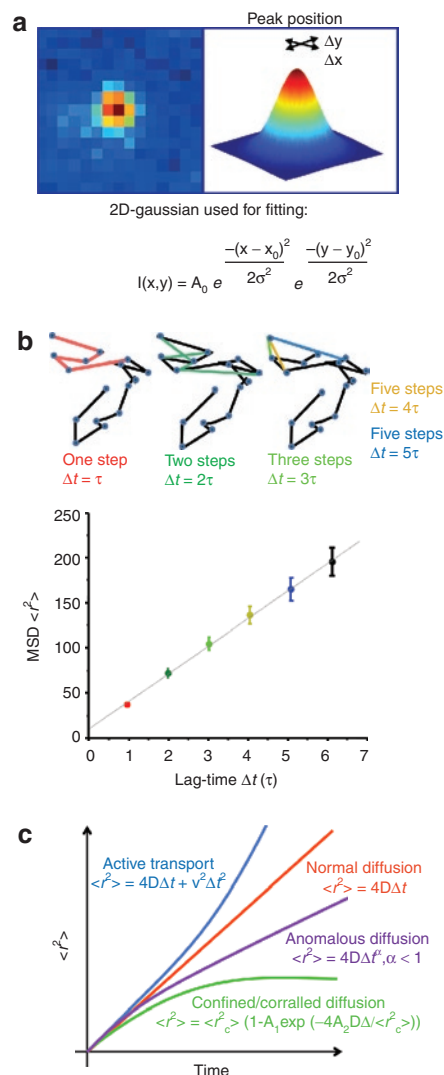 a
Peak position
Δy
Δx
2D-gaussian used for fitting:
I(x,y) = A₀ e^{-(x – x₀)²/2σ²} e^{-(y – y₀)²/2σ²}
b
One step
Δt = τ
Two steps
Δt = 2τ
Three steps
Δt = 3τ
Five steps
Δt = 4τ
Five steps
Δt = 5τ
MSD <r²>
250
200
150
100
50
0
0 1 2 3 4 5 6 7
Lag-time Δt (τ)
c
Active transport
<r²> = 4DΔt + v²Δt²
Normal diffusion
<r²> = 4DΔt
Anomalous diffusion
<r²> = 4DΔt^α, α < 1
Confined/corralled diffusion
<r²> = <r²_c> (1-A₁exp (–4A₂DΔ/<r²_c>))
<r²>
Time